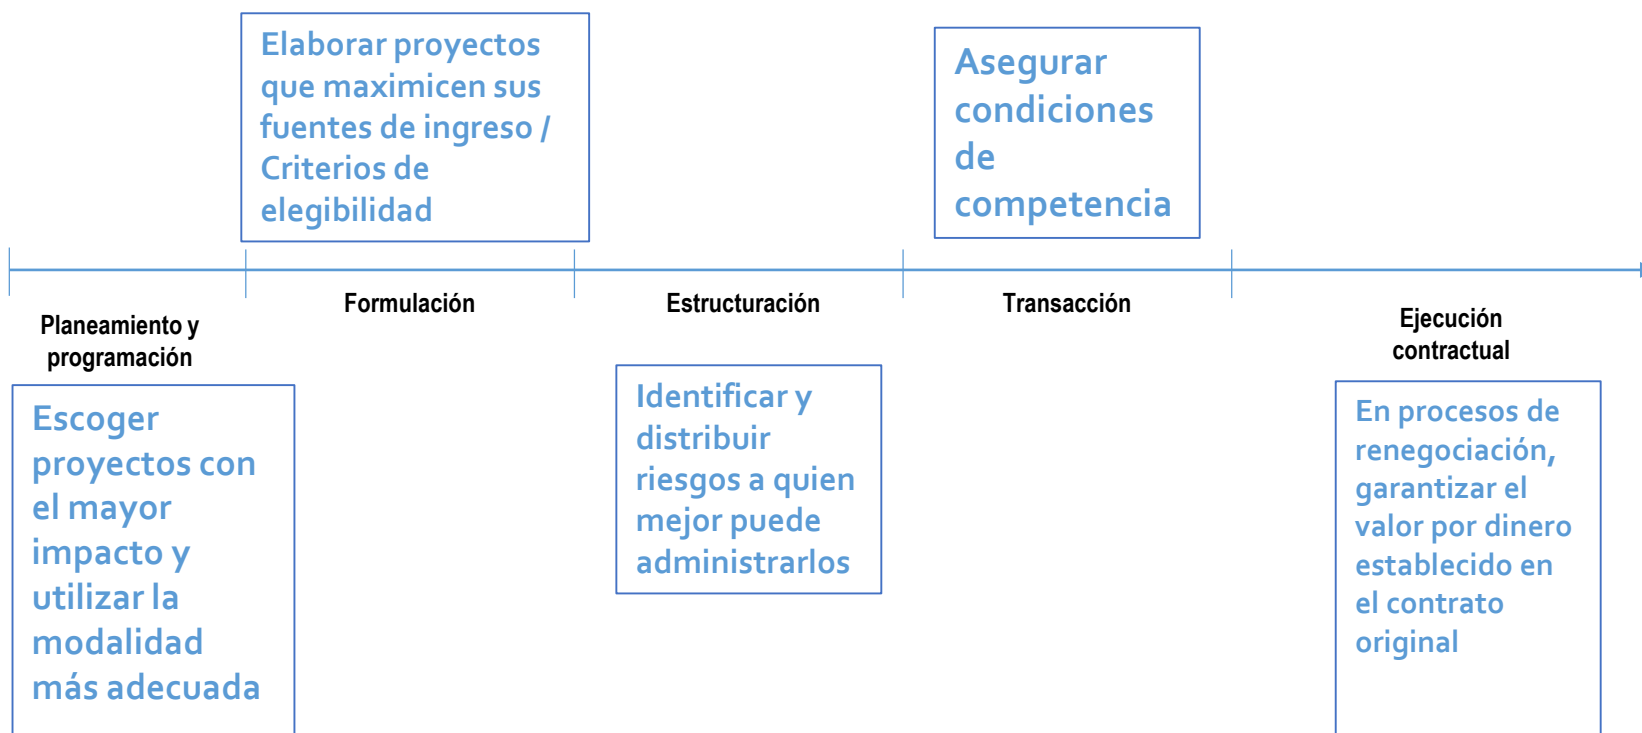 Elaborar proyectos
que maximicen sus
fuentes de ingreso /
Criterios de
elegibilidad
Asegurar
condiciones
de
competencia
Planeamiento y
programación
Formulación
Estructuración
Transacción
Ejecución
contractual
Escoger
proyectos con
el mayor
impacto y
utilizar la
modalidad
más adecuada
Identificar y
distribuir
riesgos a quien
mejor puede
administrarlos
En procesos de
renegociación,
garantizar el
valor por dinero
establecido en
el contrato
original